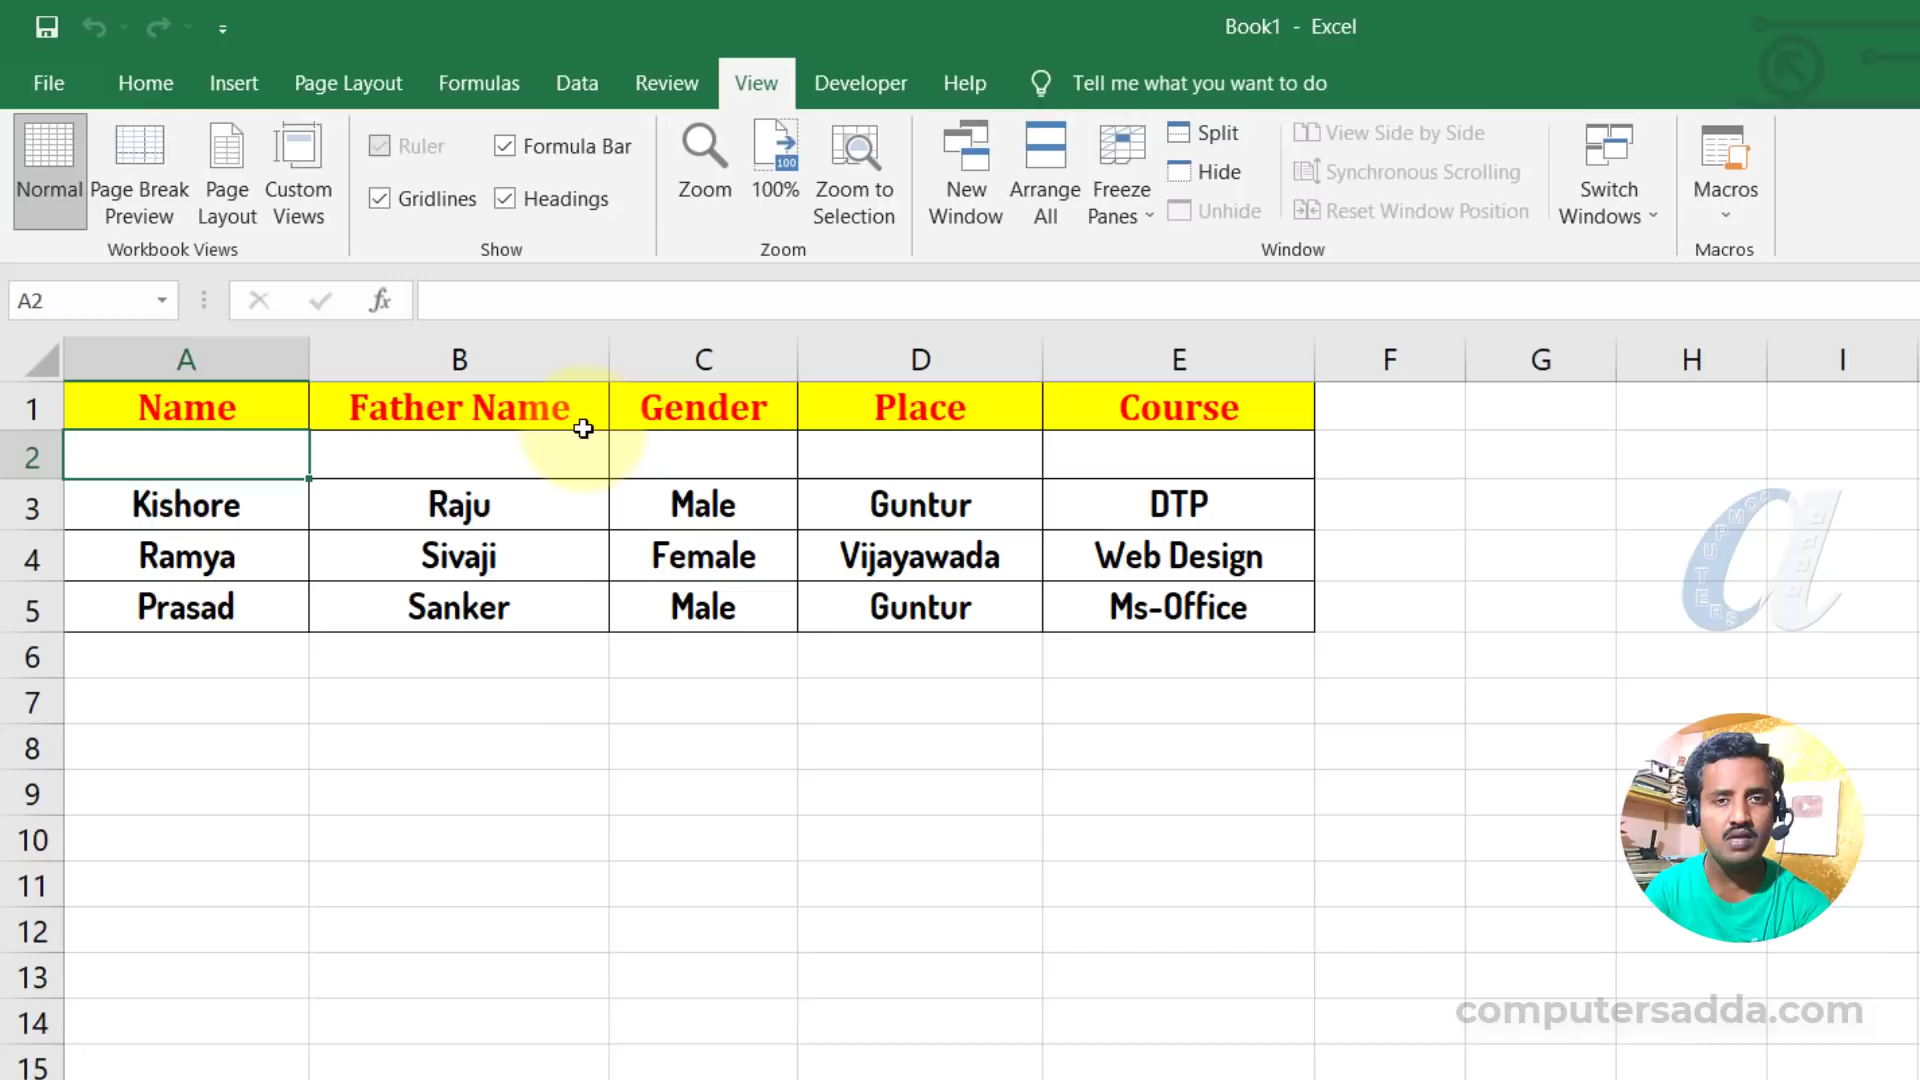 Book1 - Excel
File Home Insert Page Layout Formulas Data Review View Developer Help Tell me what you want to do
Normal
Page Break Preview
Page Layout
Custom Views
Workbook Views
Ruler
Formula Bar
Gridlines
Headings
Show
Zoom
100
100%
Zoom to Selection
Zoom
New Window
Arrange All
Freeze Panes
Split
Hide
Unhide
View Side by Side
Synchronous Scrolling
Reset Window Position
Window
Switch Windows
Macros
Macros
A2
fx
A B C D E F G H I
1 Name Father Name Gender Place Course
2
3 Kishore Raju Male Guntur DTP
4 Ramya Sivaji Female Vijayawada Web Design
5 Prasad Sanker Male Guntur Ms-Office
6
7
8
9
10
11
12
13
14
15
computersadda.com